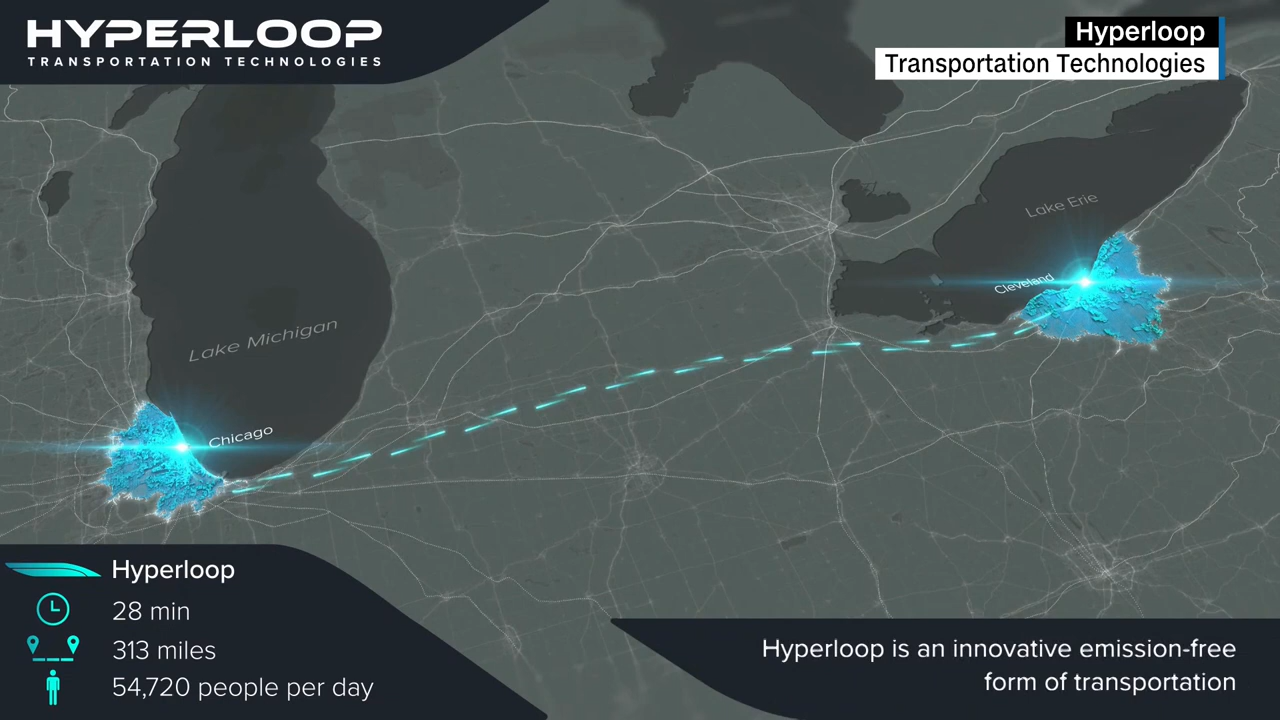 HYPERLOOP
TRANSPORTATION TECHNOLOGIES
Hyperloop
Transportation Technologies
Lake Erie
Cleveland
Lake Michigan
Chicago
Hyperloop
28 min
313 miles
54,720 people per day
Hyperloop is an innovative emission-free
form of transportation